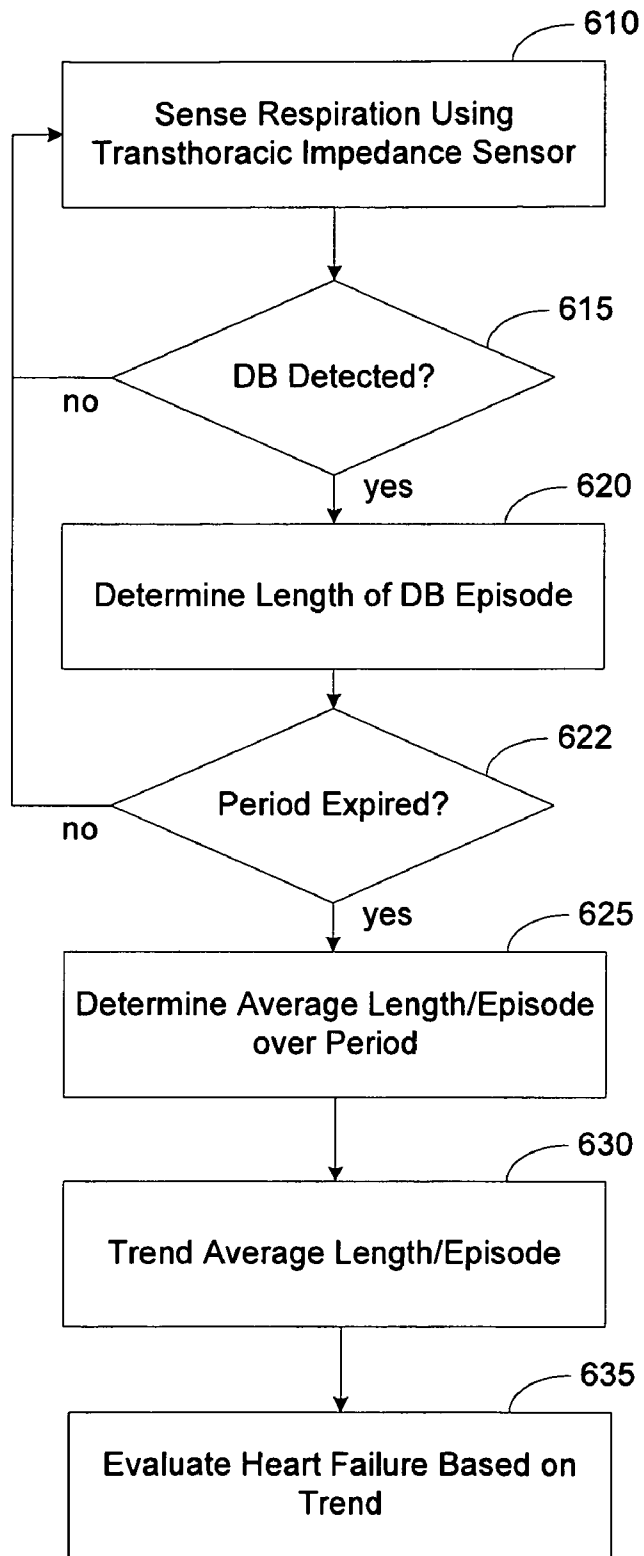 610
Sense Respiration Using
Transthoracic Impedance Sensor
615
DB Detected?
no
yes
620
Determine Length of DB Episode
622
Period Expired?
no
yes
625
Determine Average Length/Episode
over Period
630
Trend Average Length/Episode
635
Evaluate Heart Failure Based on
Trend